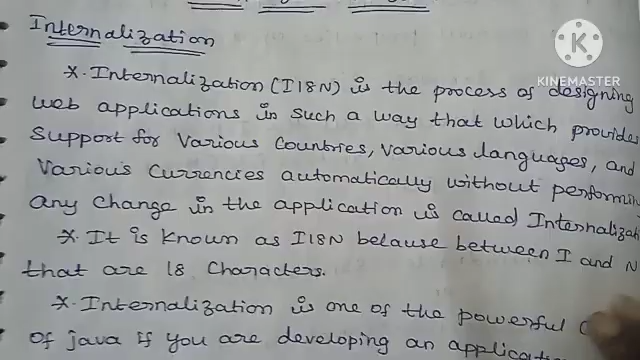 Internalization
*. Internalization (I18N) is the process of designing
web applications in such a way that which provides
support for various countries, various languages, and
various currencies automatically without performin
any change in the application is called Internalizati
*. It is known as I18N because between I and N
that are 18 characters.
*. Internalization is one of the powerful
of java if you are developing an applicatio
K
KINEMASTER